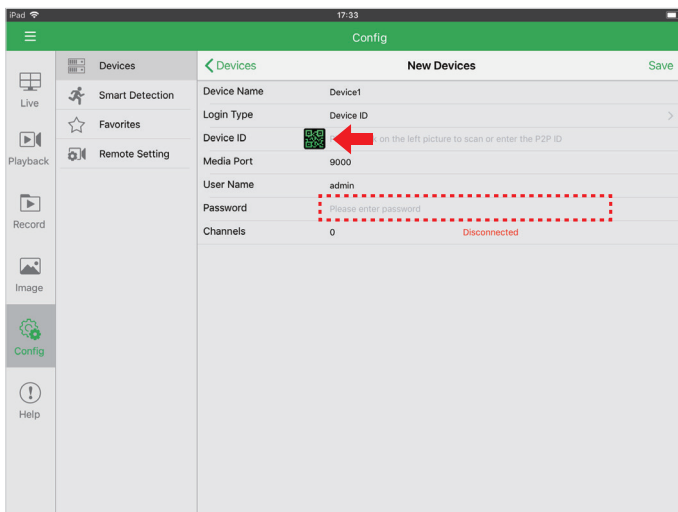 iPad 17:33
Config
Live
Playback
Record
Image
Config
Help
Devices
Smart Detection
Favorites
Remote Setting
Devices New Devices Save
Device Name Device1
Login Type Device ID
Device ID on the left picture to scan or enter the P2P ID
Media Port 9000
User Name admin
Password Please enter password
Channels 0 Disconnected